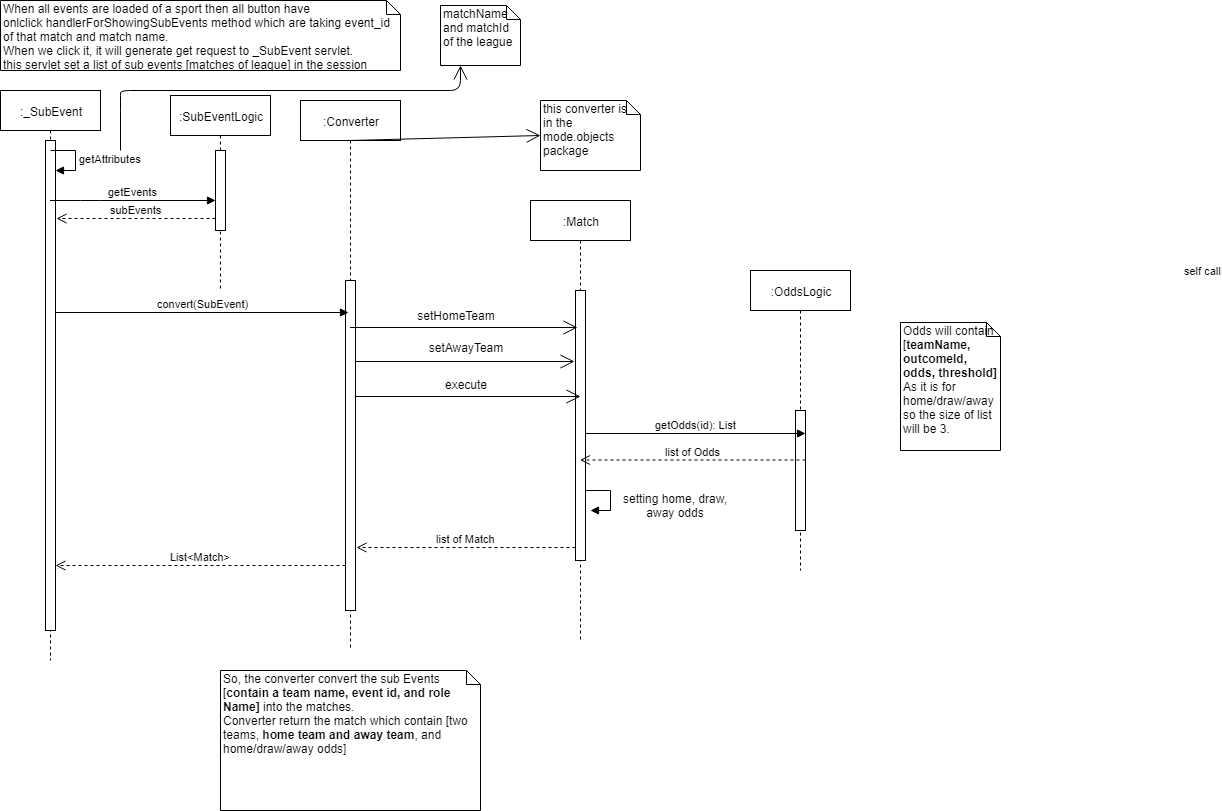 When all events are loaded of a sport then all button have
onlclick handlerForShowingSubEvents method which are taking event_id
of that match and match name.
When we click it, it will generate get request to _SubEvent servlet.
this servlet set a list of sub events [matches of league] in the session
matchName
and matchId
of the league
:_SubEvent
:SubEventLogic
:Converter
this converter is
in the
mode.objects
package
getAttributes
getEvents
subEvents
:Match
self call
:OddsLogic
convert(SubEvent)
setHomeTeam
setAwayTeam
execute
Odds will contain
[teamName,
outcomeId,
odds, threshold]
As it is for
home/draw/away
so the size of list
will be 3.
getOdds(id): List
list of Odds
setting home, draw,
away odds
list of Match
List<Match>
So, the converter convert the sub Events
[contain a team name, event id, and role
Name] into the matches.
Converter return the match which contain [two
teams, home team and away team, and
home/draw/away odds]